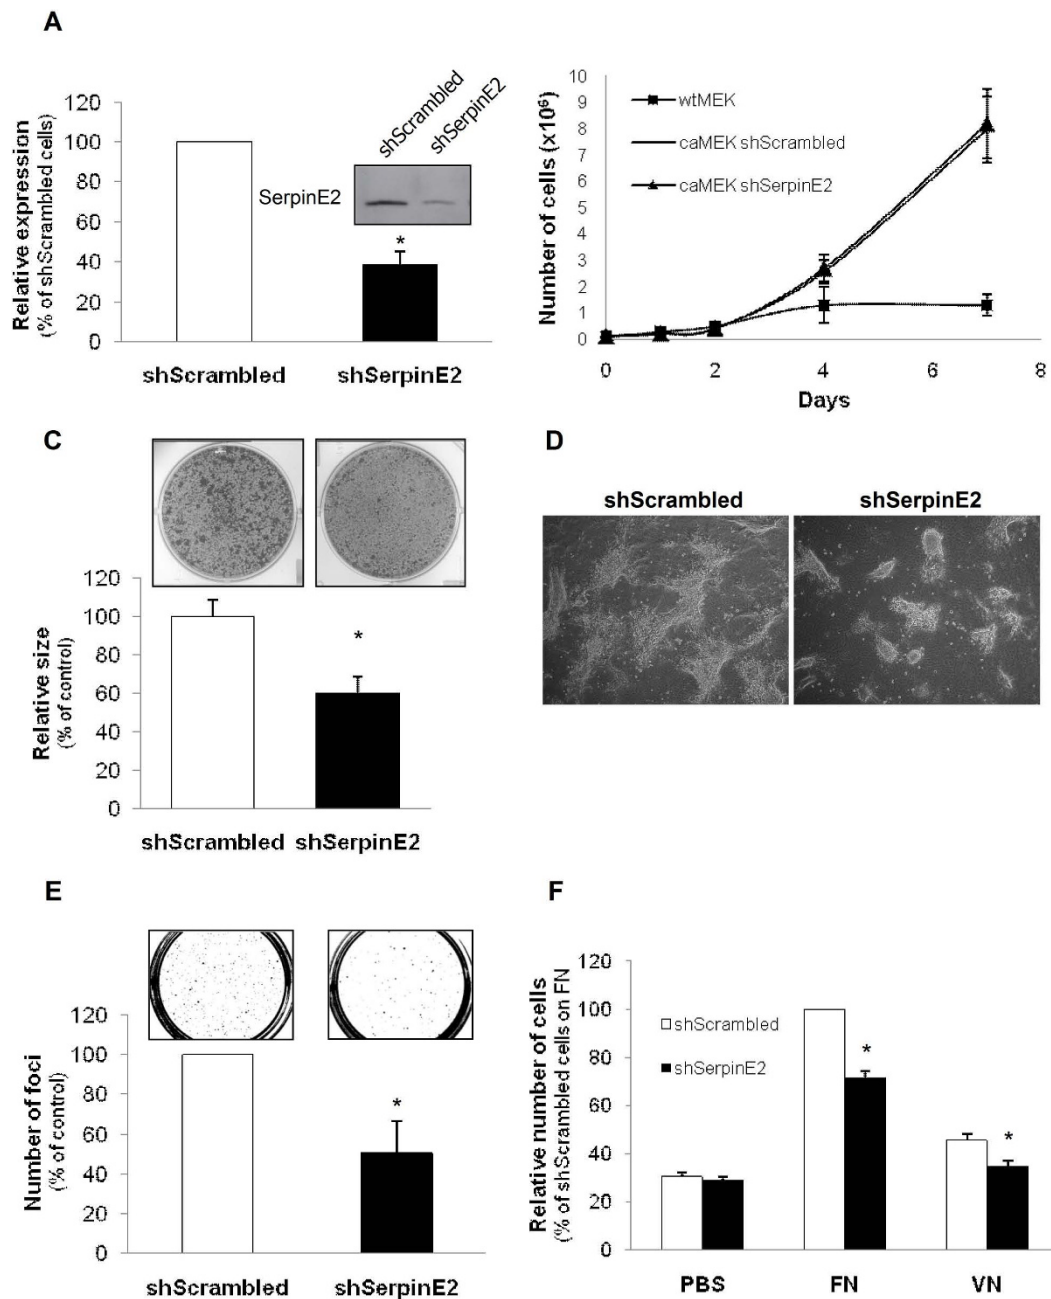 A
Relative expression
(% of shScrambled cells)
120
100
80
60
40
20
0
shScrambled
shSerpinE2
SerpinE2
*
shScrambled shSerpinE2
Number of cells (x10⁶)
10
9
8
7
6
5
4
3
2
1
0
wtMEK
caMEK shScrambled
caMEK shSerpinE2
0 2 4 6 8
Days
C
Relative size
(% of control)
120
100
80
60
40
20
0
*
shScrambled shSerpinE2
D
shScrambled shSerpinE2
E
Number of foci
(% of control)
120
100
80
60
40
20
0
*
shScrambled shSerpinE2
F
Relative number of cells
(% of shScrambled cells on FN
120
100
80
60
40
20
0
shScrambled
shSerpinE2
*
*
PBS FN VN